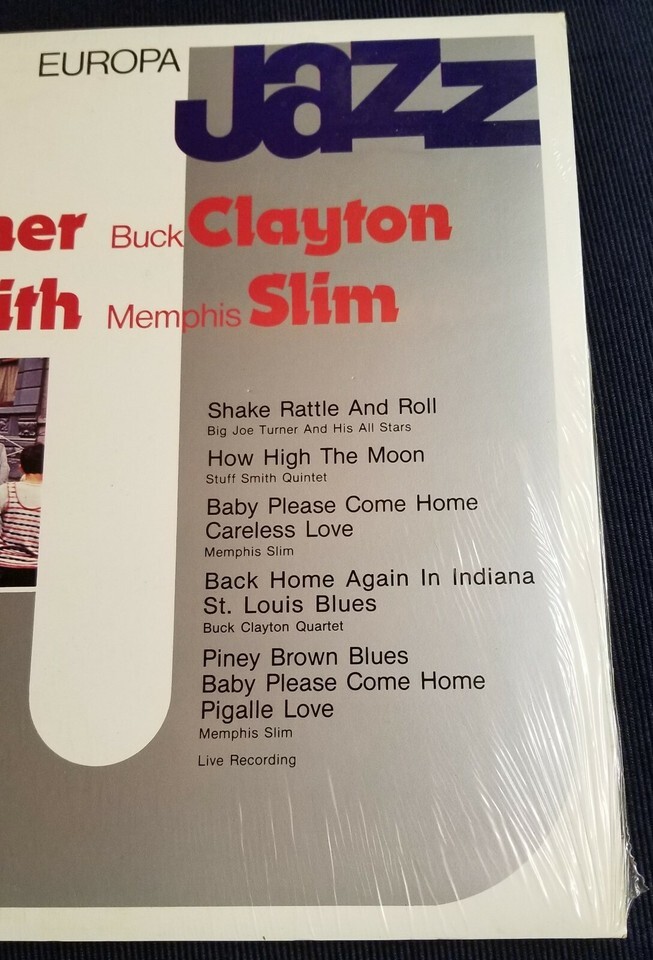 EUROPA Jazz
ner Buck Clayton
ith Memphis Slim
Shake Rattle And Roll
Big Joe Turner And His All Stars
How High The Moon
Stuff Smith Quintet
Baby Please Come Home
Careless Love
Memphis Slim
Back Home Again In Indiana
St. Louis Blues
Buck Clayton Quartet
Piney Brown Blues
Baby Please Come Home
Pigalle Love
Memphis Slim
Live Recording